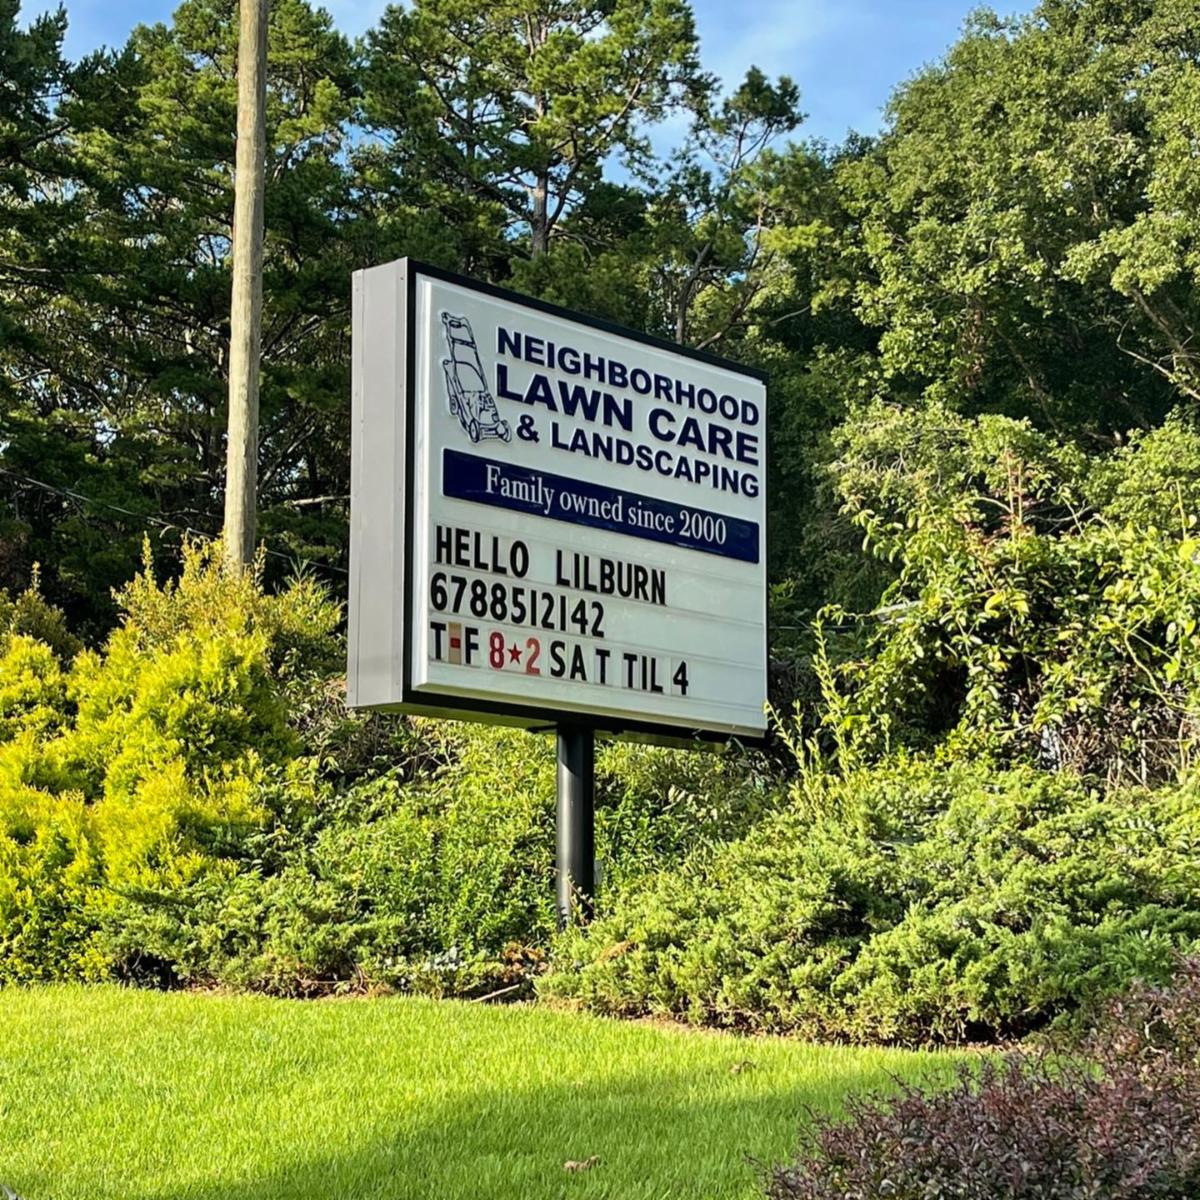 NEIGHBORHOOD
LAWN CARE
& LANDSCAPING
Family owned since 2000
HELLO LILBURN
6788512142
T-F 8★2 SAT TIL 4